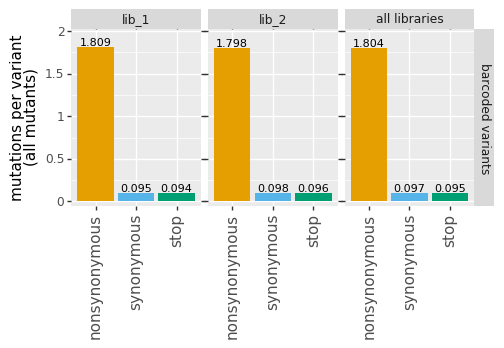 lib_1
lib_2
all libraries
mutations per variant
(all mutants)
2
1.5
1
0.5
0
1.809
0.095
0.094
1.798
0.098
0.096
1.804
0.097
0.095
barcoded variants
nonsynonymous
synonymous
stop
nonsynonymous
synonymous
stop
nonsynonymous
synonymous
stop